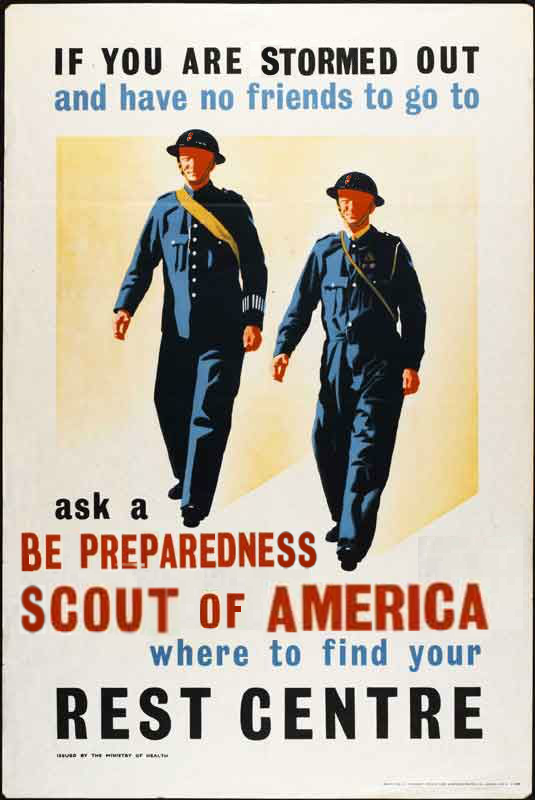 IF YOU ARE STORMED OUT
and have no friends to go to
ask a
BE PREPAREDNESS
SCOUT OF AMERICA
where to find your
REST CENTRE
ISSUED BY THE MINISTRY OF HEALTH